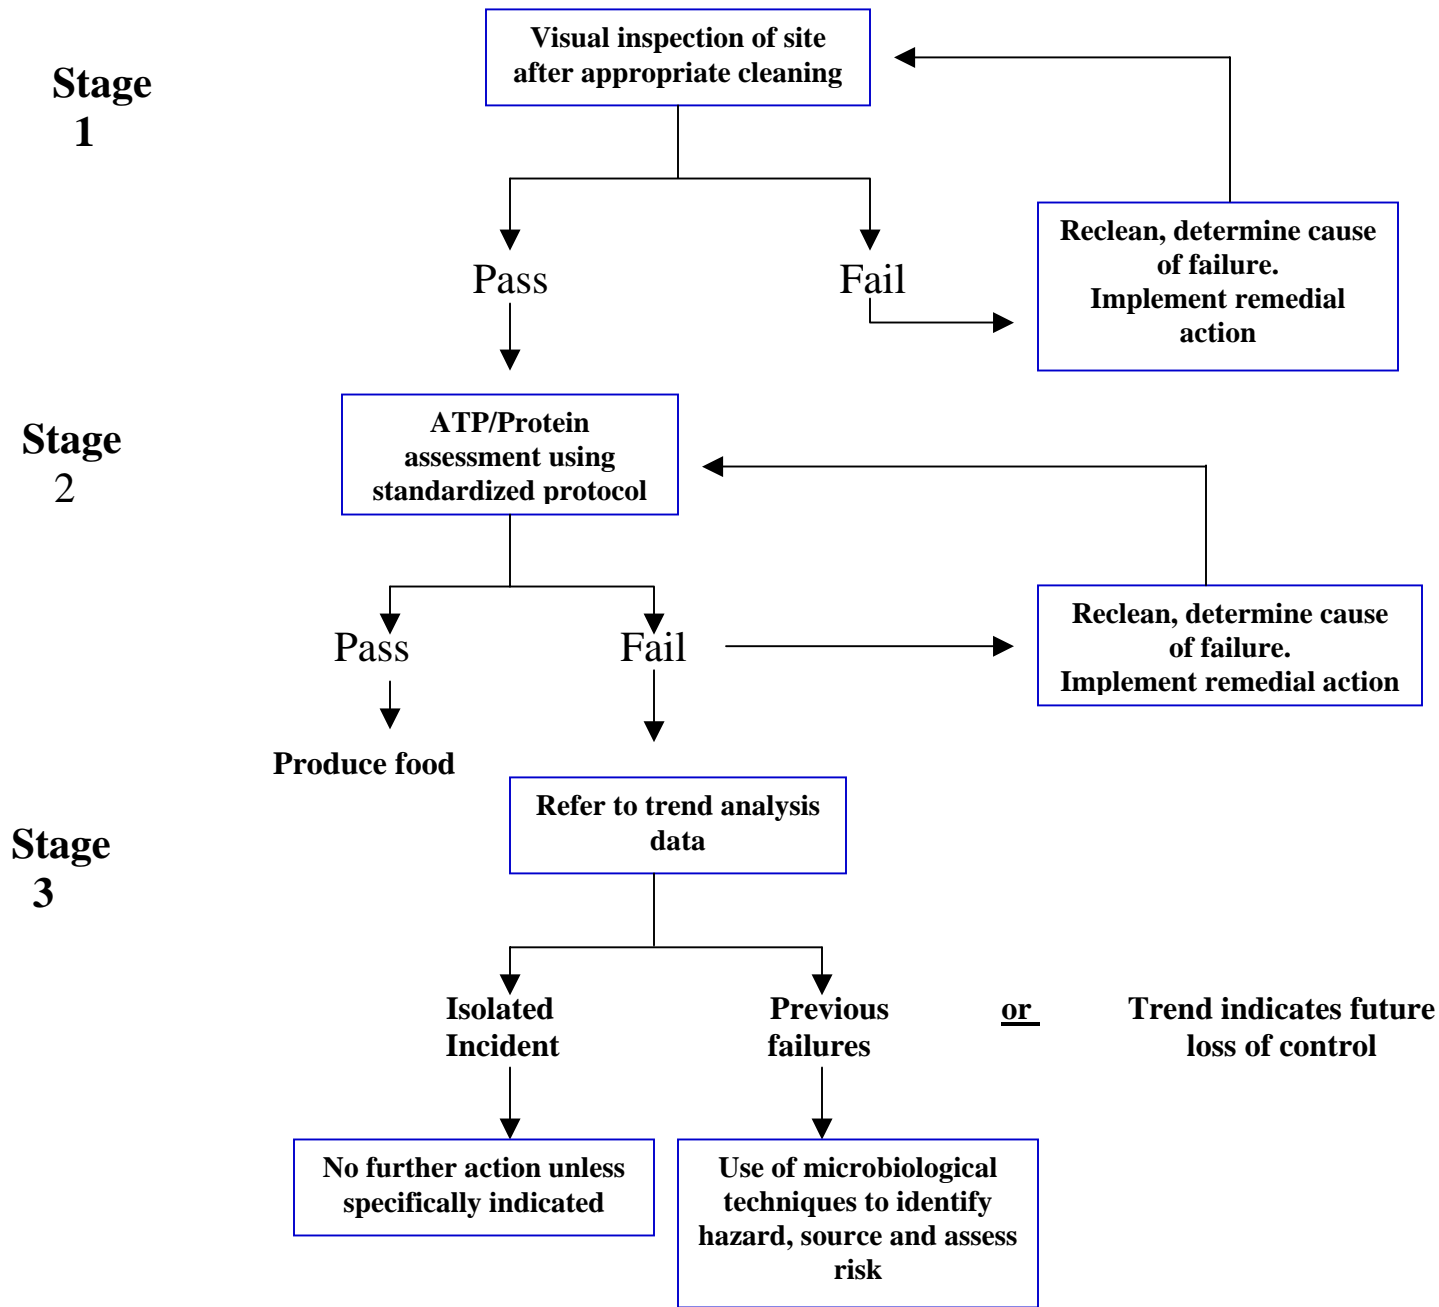 Visual inspection of site
after appropriate cleaning
Stage
1
Pass
Fail
Reclean, determine cause
of failure.
Implement remedial
action
Stage
2
ATP/Protein
assessment using
standardized protocol
Pass
Fail
Reclean, determine cause
of failure.
Implement remedial action
Produce food
Stage
3
Refer to trend analysis
data
Isolated
Incident
Previous
failures
or
Trend indicates future
loss of control
No further action unless
specifically indicated
Use of microbiological
techniques to identify
hazard, source and assess
risk